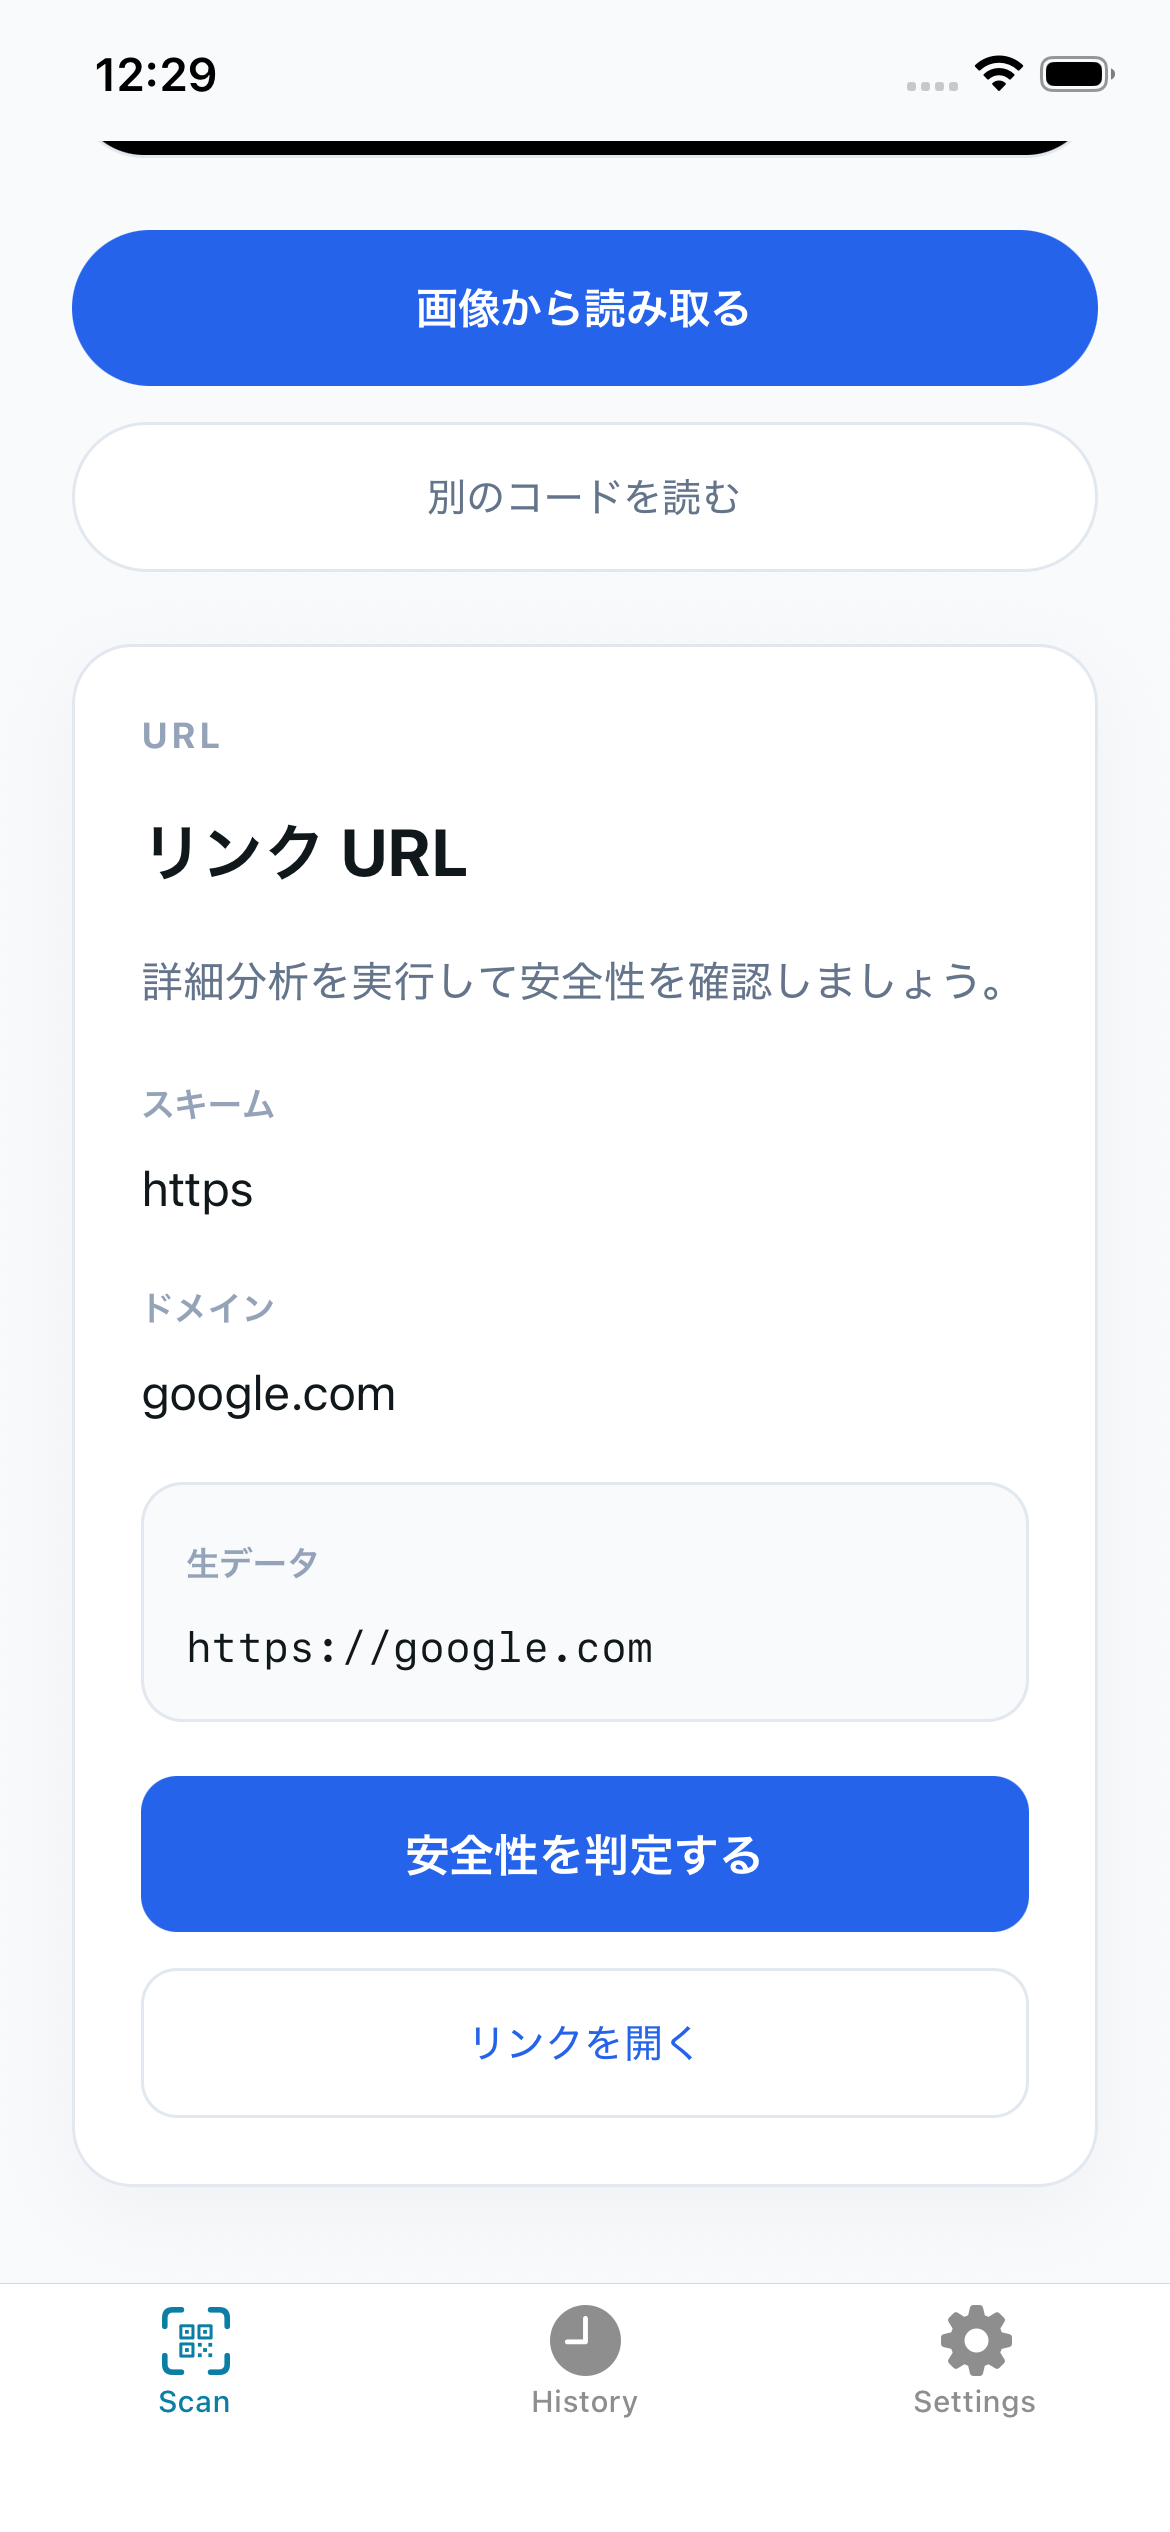 12:29
画像から読み取る
別のコードを読む
URL
リンク URL
詳細分析を実行して安全性を確認しましょう。
スキーム
https
ドメイン
google.com
生データ
https://google.com
安全性を判定する
リンクを開く
Scan
History
Settings